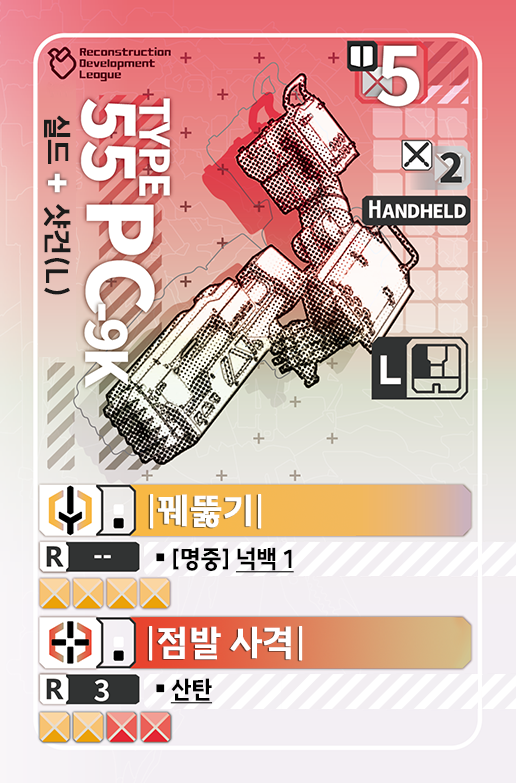 Reconstruction
Development
League
5
2
HANDHELD
TYPE
55 PC-9K
실드 + 샷건(L)
L
|꿰뚫기|
R --
▪ [명중] 넉백 1
|점발 사격|
R 3
▪ 산탄